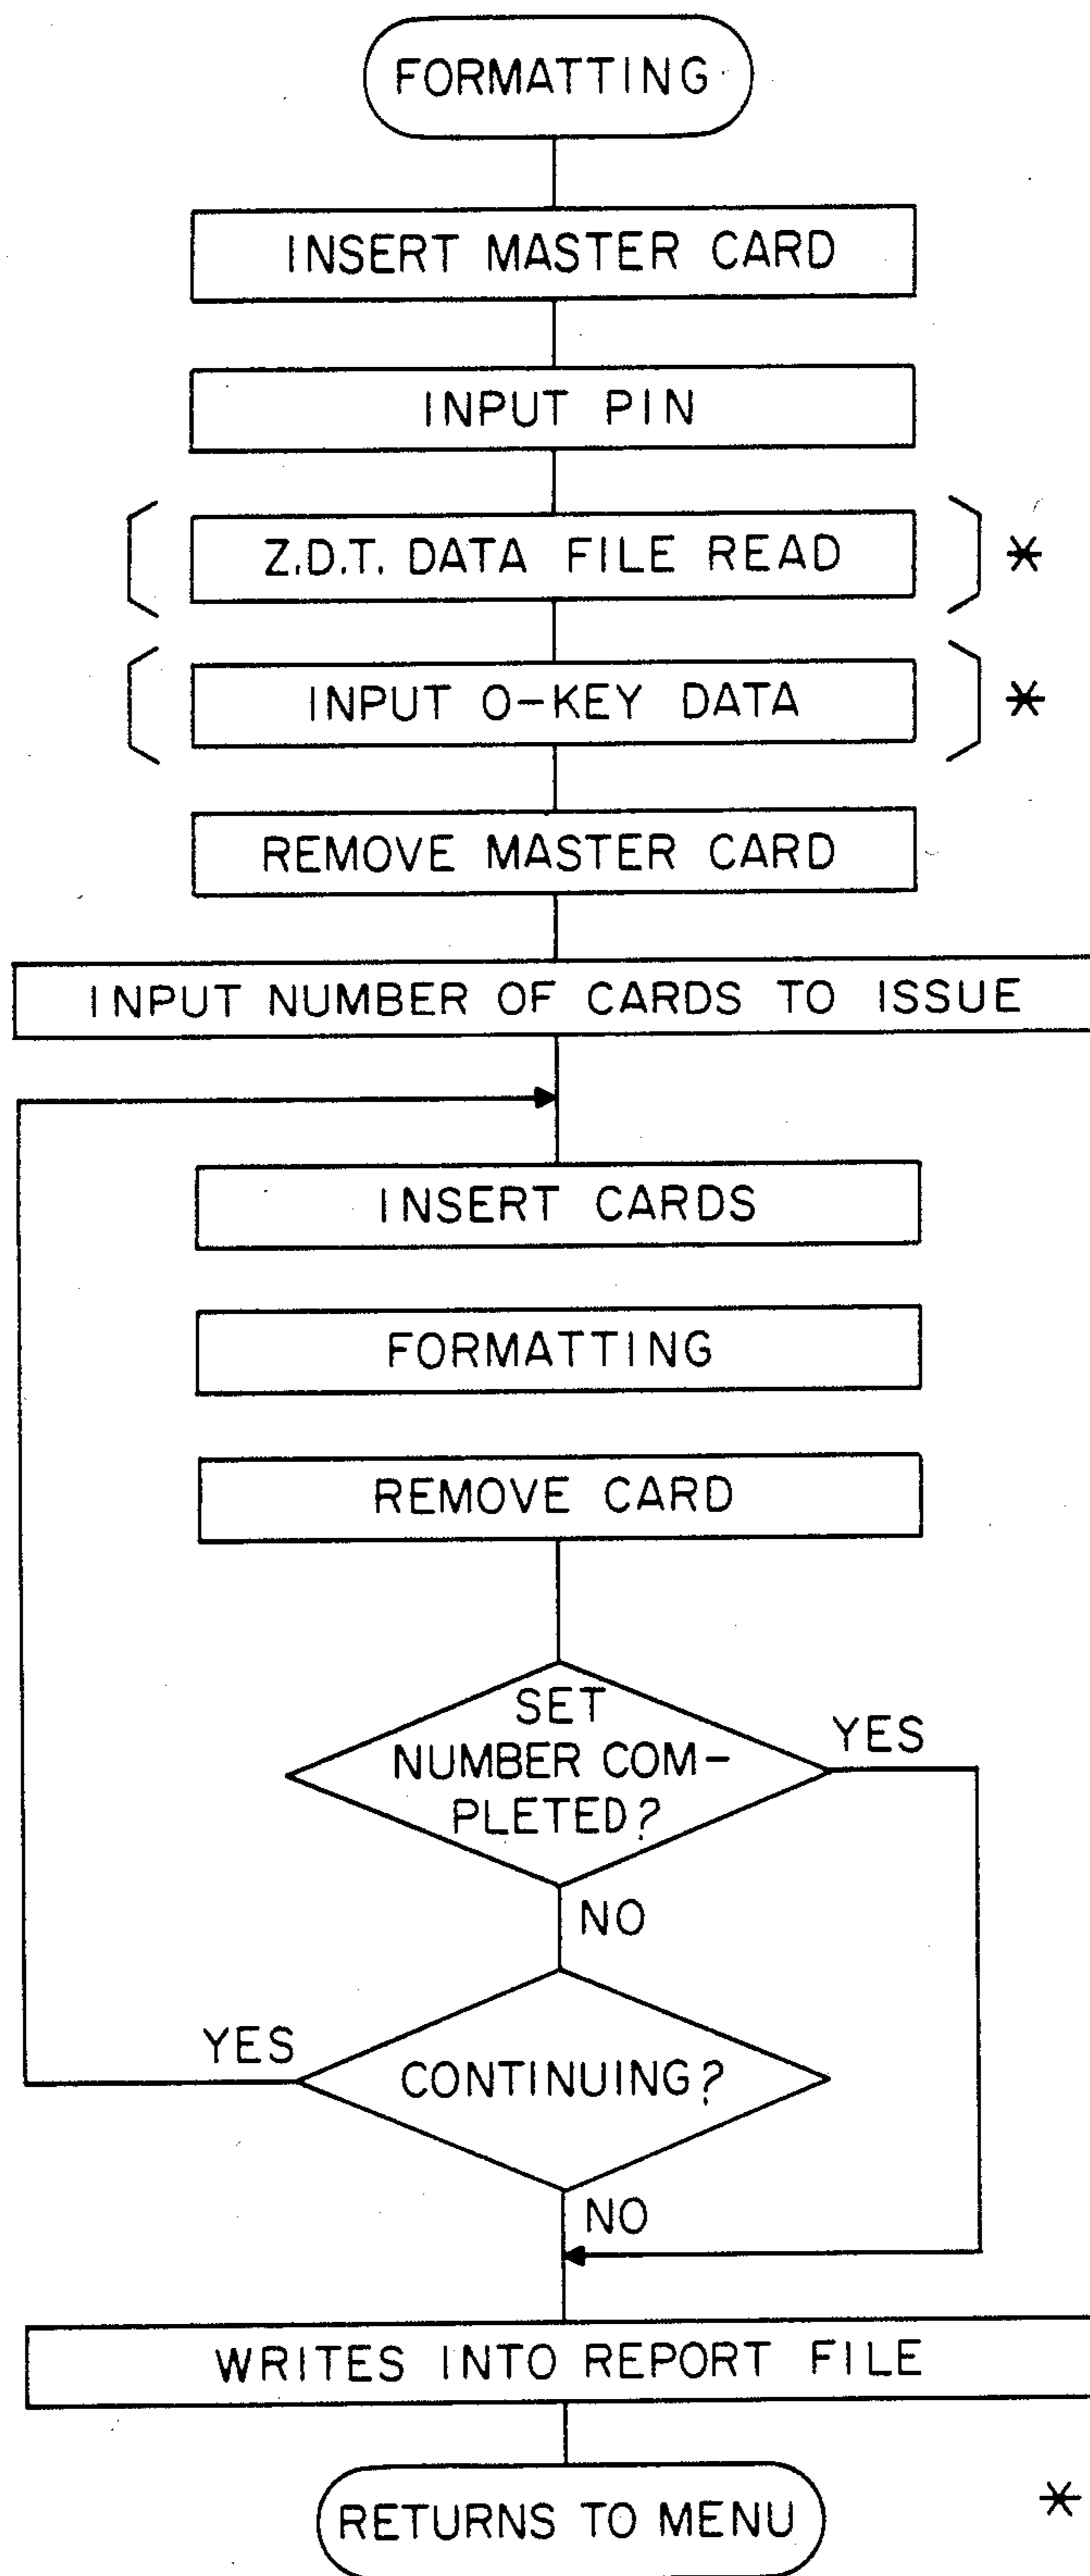 FORMATTING
INSERT MASTER CARD
INPUT PIN
Z.D.T. DATA FILE READ *
INPUT O-KEY DATA *
REMOVE MASTER CARD
INPUT NUMBER OF CARDS TO ISSUE
INSERT CARDS
FORMATTING
REMOVE CARD
SET
NUMBER COM-
PLETED?
YES
NO
CONTINUING?
YES
NO
WRITES INTO REPORT FILE
RETURNS TO MENU
*